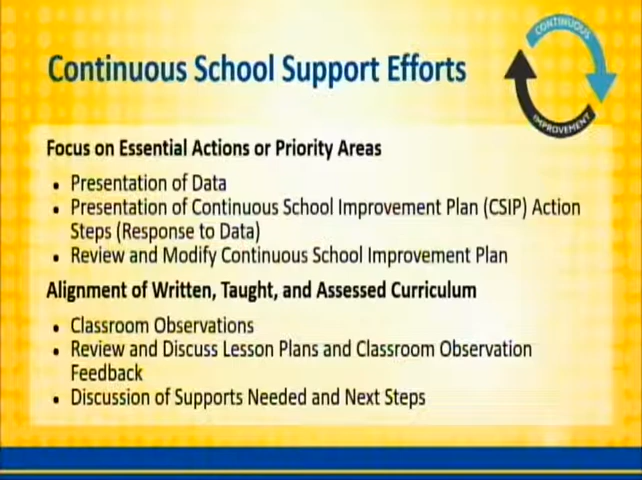 Continuous School Support Efforts
CONTINUOUS
IMPROVEMENT
Focus on Essential Actions or Priority Areas
• Presentation of Data
• Presentation of Continuous School Improvement Plan (CSIP) Action
Steps (Response to Data)
• Review and Modify Continuous School Improvement Plan
Alignment of Written, Taught, and Assessed Curriculum
• Classroom Observations
• Review and Discuss Lesson Plans and Classroom Observation
Feedback
• Discussion of Supports Needed and Next Steps